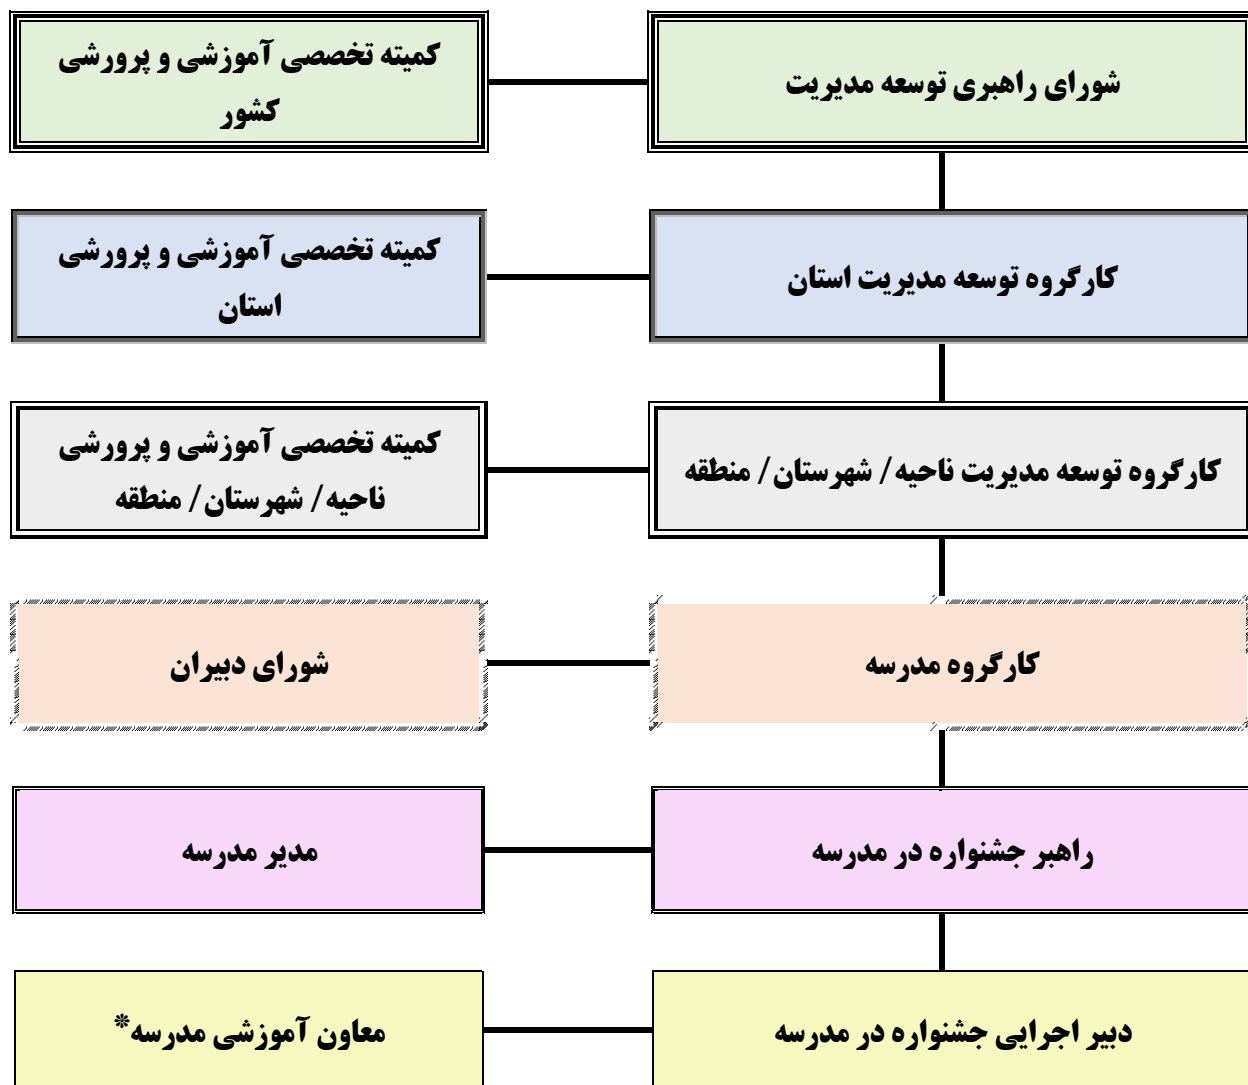 شورای راهبری توسعه مدیریت
کمیته تخصصی آموزشی و پرورشی
کشور
کارگروه توسعه مدیریت استان
کمیته تخصصی آموزشی و پرورشی
استان
کارگروه توسعه مدیریت ناحیه/ شهرستان/ منطقه
کمیته تخصصی آموزشی و پرورشی
ناحیه/ شهرستان/ منطقه
کارگروه مدرسه
شورای دبیران
راهبر جشنواره در مدرسه
مدیر مدرسه
دبیر اجرایی جشنواره در مدرسه
معاون آموزشی مدرسه*